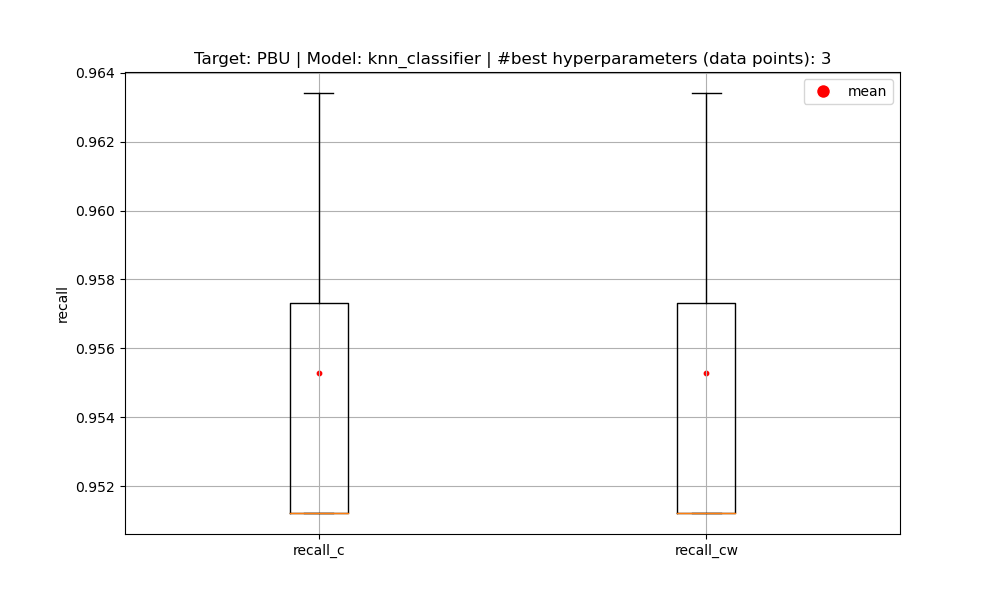 Target: PBU | Model: knn_classifier | #best hyperparameters (data points): 3
mean
0.964
0.962
0.960
0.958
0.956
0.954
0.952
recall
recall_c
recall_cw